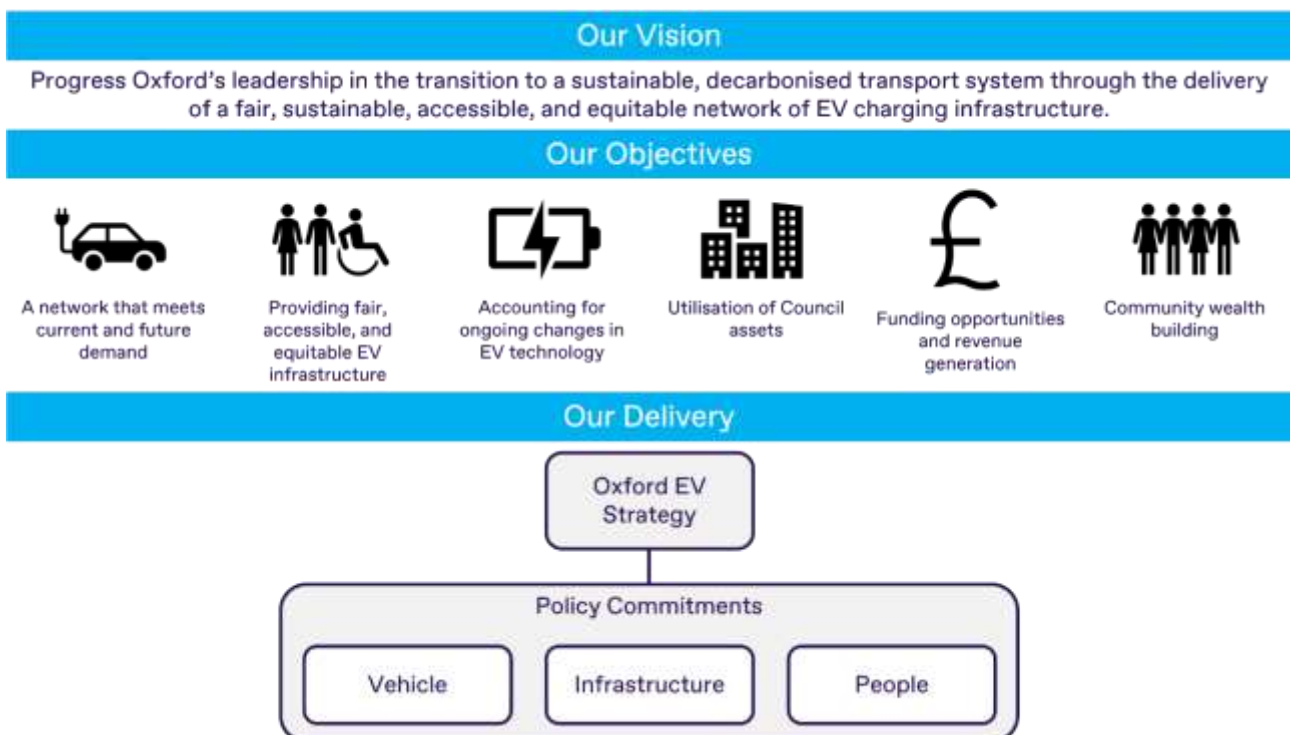 Our Vision
Progress Oxford's leadership in the transition to a sustainable, decarbonised transport system through the delivery
of a fair, sustainable, accessible, and equitable network of EV charging infrastructure.
Our Objectives
A network that meets
current and future
demand
Providing fair,
accessible, and
equitable EV
infrastructure
Accounting for
ongoing changes in
EV technology
Utilisation of Council
assets
£
Funding opportunities
and revenue
generation
Community wealth
building
Our Delivery
Oxford EV
Strategy
Policy Commitments
Vehicle
Infrastructure
People